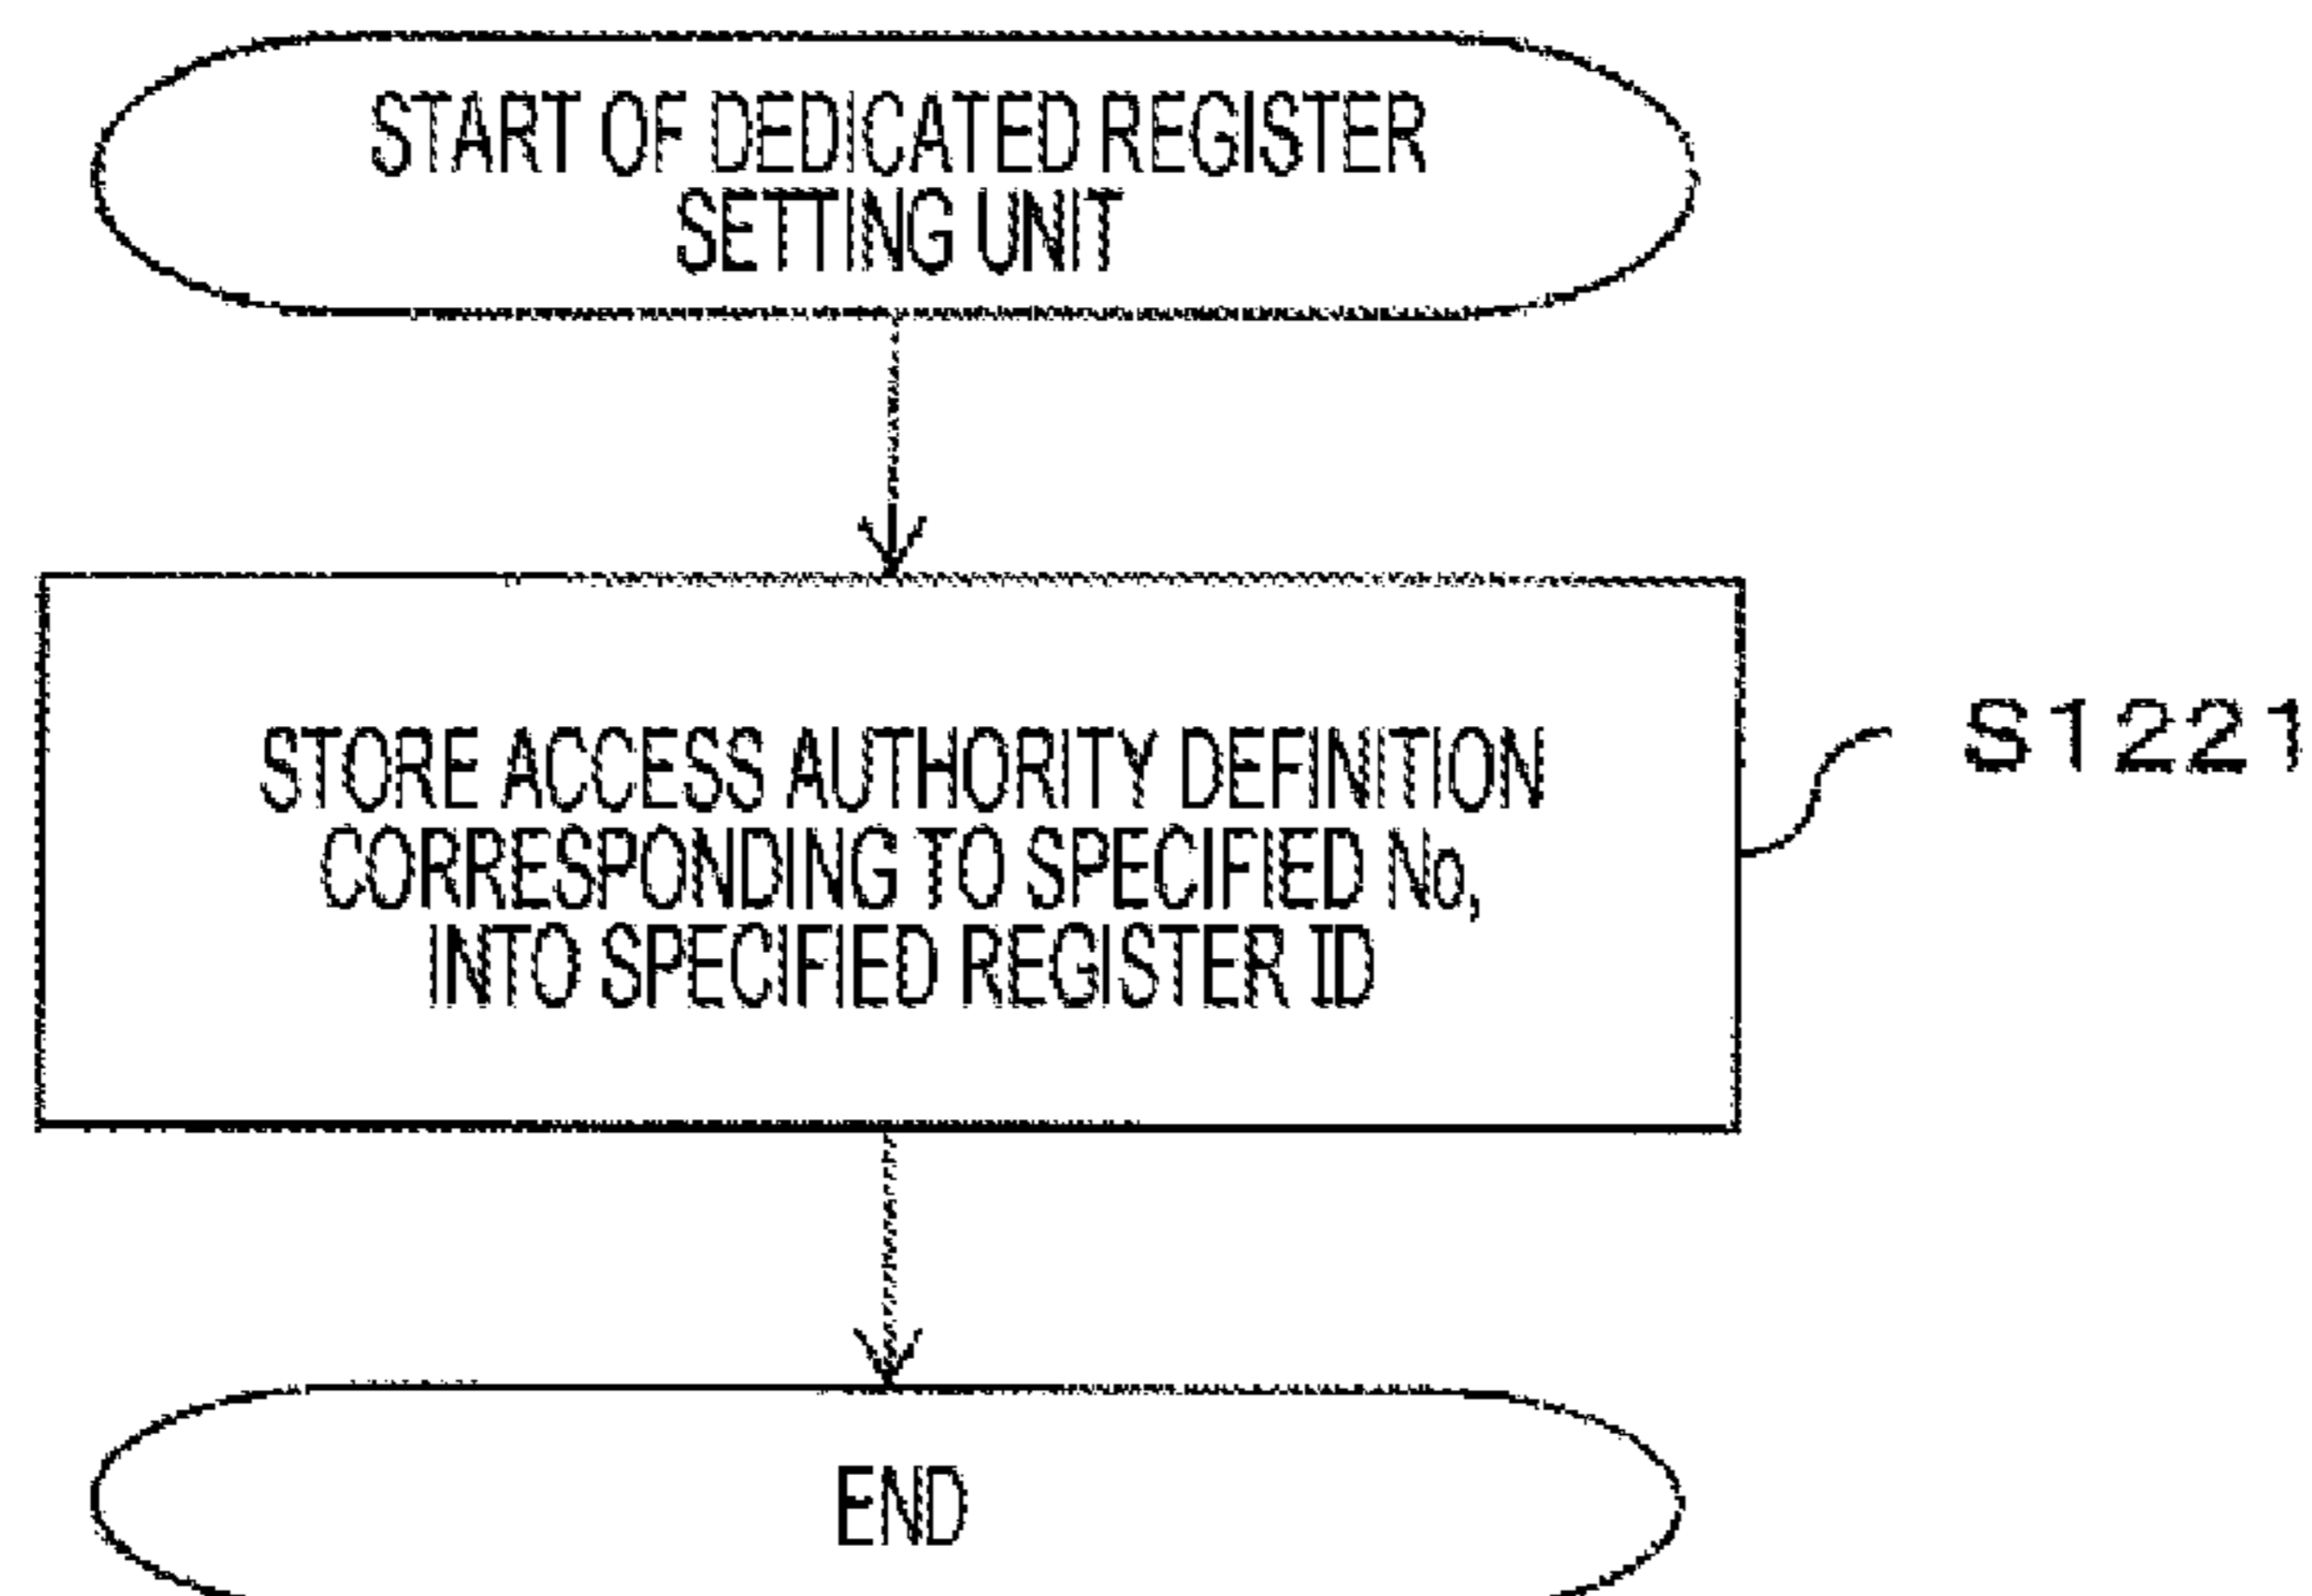 START OF DEDICATED REGISTER
SETTING UNIT
STORE ACCESS AUTHORITY DEFINITION
CORRESPONDING TO SPECIFIED No,
INTO SPECIFIED REGISTER ID
S1221
END